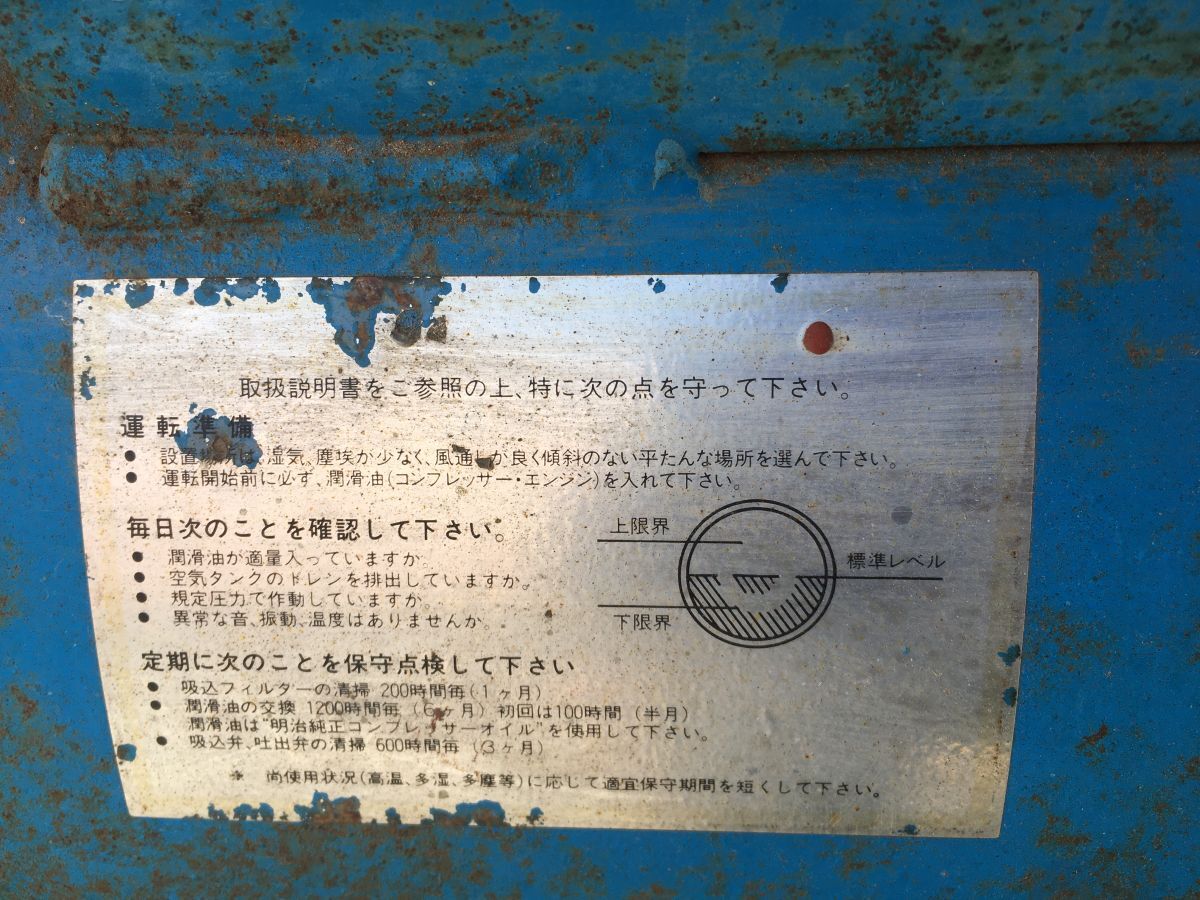 取扱説明書をご参照の上、特に次の点を守って下さい。
運転準備
● 設置場所は、湿気、塵埃が少なく、風通しが良く傾斜のない平たんな場所を選んで下さい。
● 運転開始前に必ず、潤滑油(コンプレッサー・エンジン)を入れて下さい。
毎日次のことを確認して下さい。
● 潤滑油が適量入っていますか。
● 空気タンクのドレンを排出していますか。
● 規定圧力で作動していますか。
● 異常な音、振動、温度はありませんか。
上限界
標準レベル
下限界
定期に次のことを保守点検して下さい
● 吸込フィルターの清掃 200時間毎(1ヶ月)
● 潤滑油の交換 1200時間毎(6ヶ月)初回は100時間(半月)
潤滑油は"明治純正コンプレッサーオイル"を使用して下さい。
● 吸込弁、吐出弁の清掃 600時間毎(3ヶ月)
＊ 尚使用状況(高温、多湿、多塵等)に応じて適宜保守期間を短くして下さい。